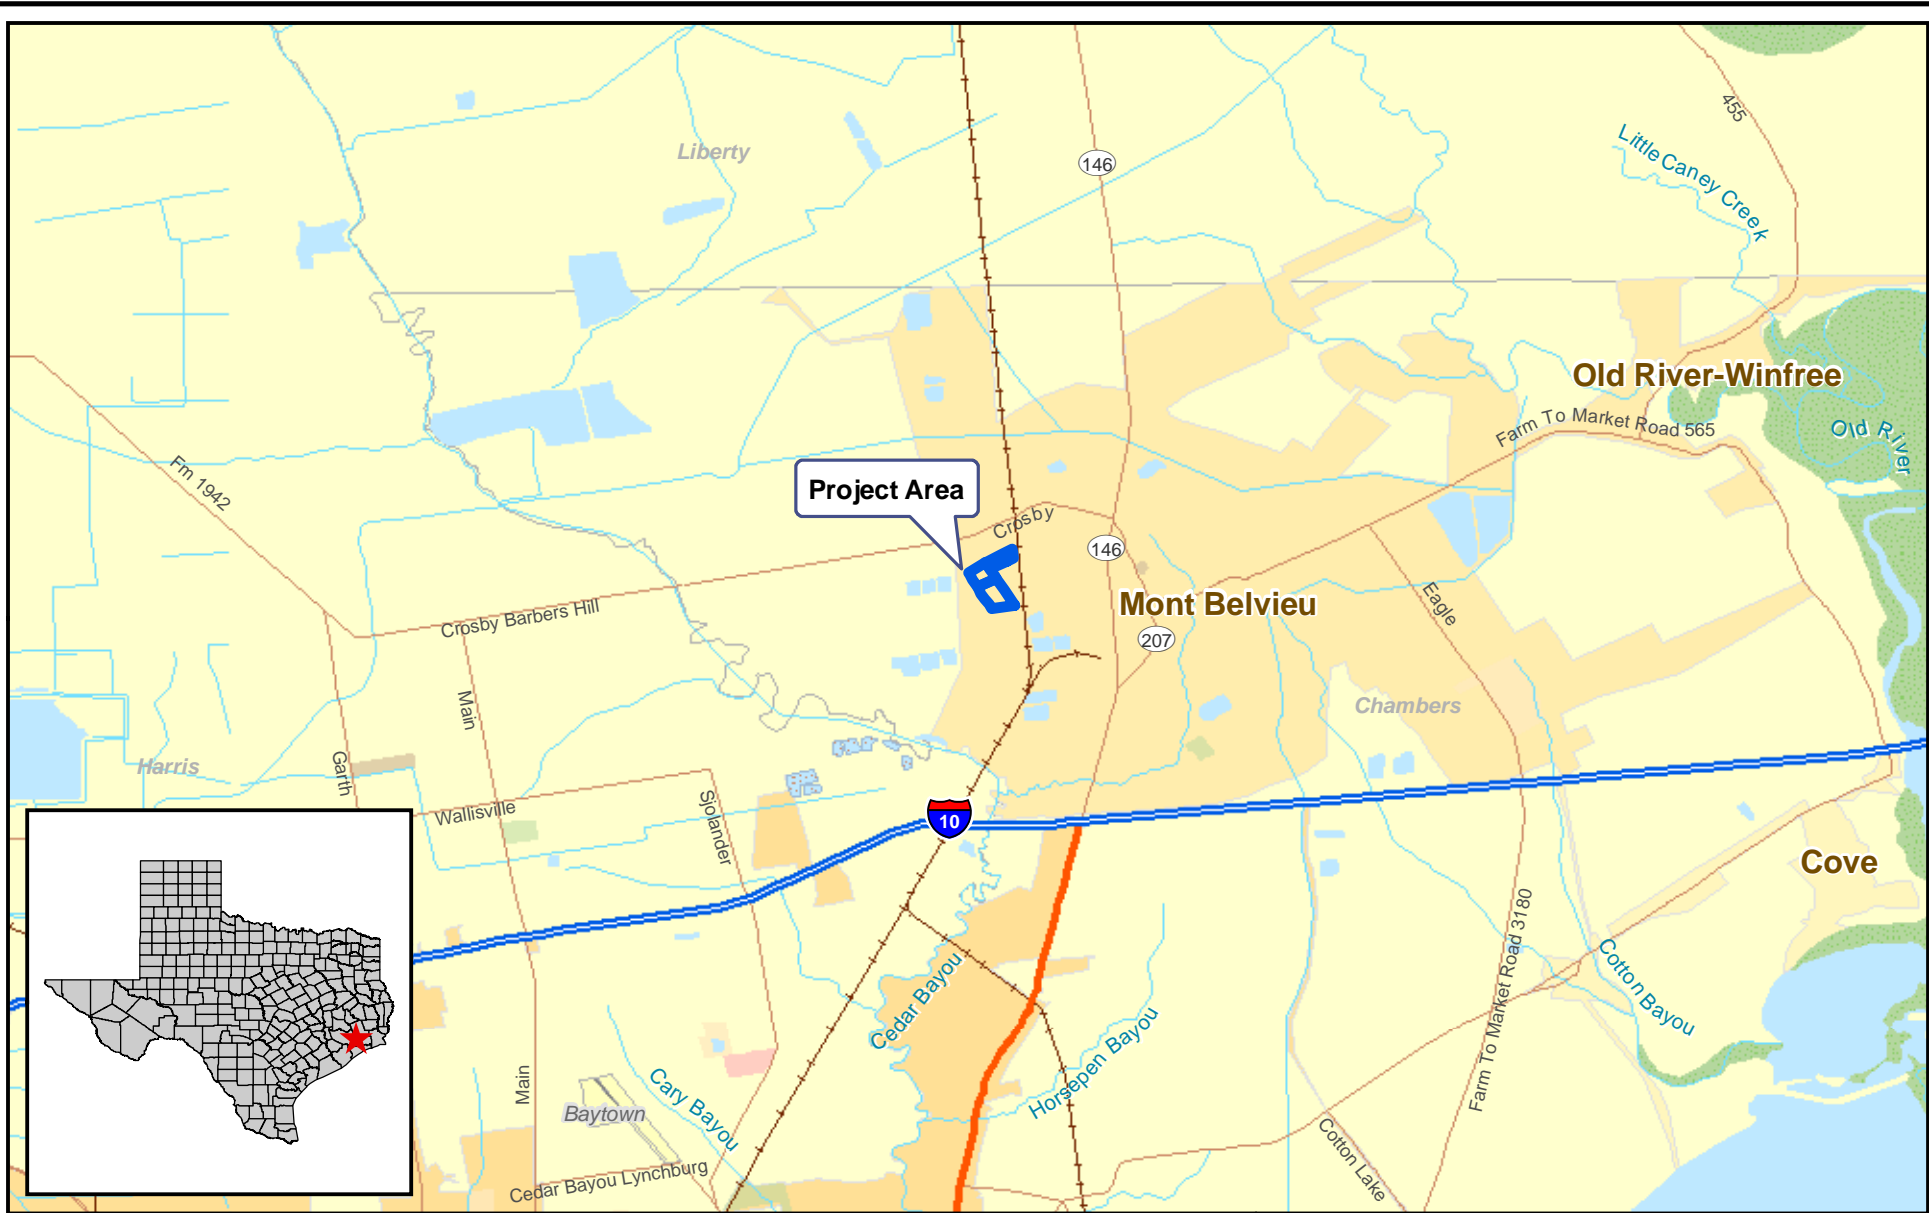 455
Little Caney Creek
Liberty
146
Old River-Winfree
Farm To Market Road 565
Old River
Fm 1942
Project Area
Crosby
146
Mont Belvieu
Eagle
Crosby Barbers Hill
207
Main
Chambers
Harris
Garth
Wallisville
Sjolander
10
Cove
Farm To Market Road 3180
Cotton Bayou
Cedar Bayou
Horsepen Bayou
Main
Baytown
Cary Bayou
Cotton Lake
Cedar Bayou Lynchburg